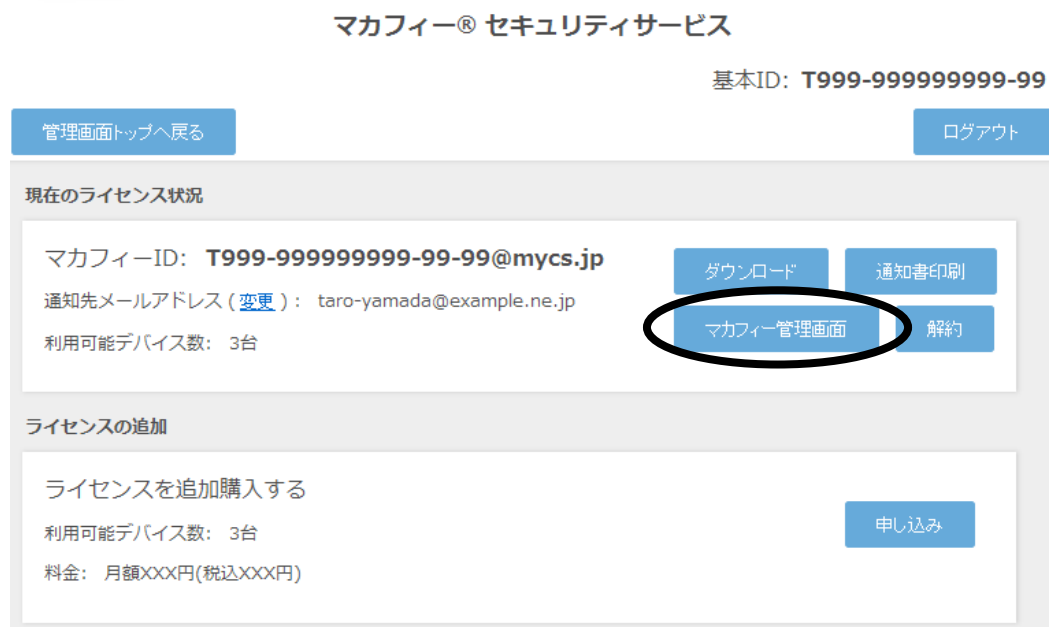 マカフィー® セキュリティサービス
基本ID: T999-999999999-99
管理画面トップへ戻る
ログアウト
現在のライセンス状況
マカフィーID: T999-999999999-99-99@mycs.jp
ダウンロード
通知書印刷
通知先メールアドレス ( 変更 ) : taro-yamada@example.ne.jp
マカフィー管理画面
解約
利用可能デバイス数: 3台
ライセンスの追加
ライセンスを追加購入する
利用可能デバイス数: 3台
申し込み
料金: 月額XXX円(税込XXX円)